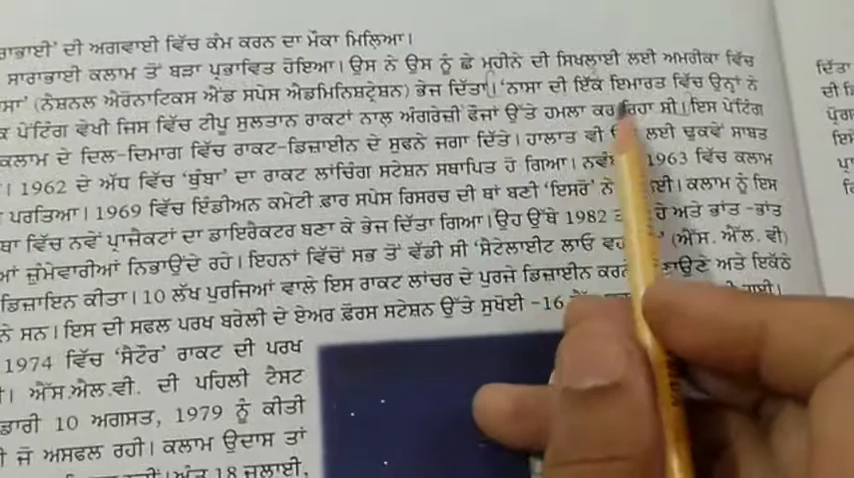 ਰਾਭਾਈ' ਦੀ ਅਗਵਾਈ ਵਿੱਚ ਕੰਮ ਕਰਨ ਦਾ ਮੌਕਾ ਮਿਲਿਆ।
ਸਾਰਾਭਾਈ ਕਲਾਮ ਤੋਂ ਬੜਾ ਪ੍ਰਭਾਵਿਤ ਹੋਇਆ। ਉਸ ਨੇ ਉਸ ਨੂੰ ਛੇ ਮਹੀਨੇ ਦੀ ਸਿਖਲਾਈ ਲਈ ਅਮਰੀਕਾ ਵਿੱਚ
ਸਾ' (ਨੈਸ਼ਨਲ ਐਰੋਨਾਟਿਕਸ ਐਂਡ ਸਪੇਸ ਐਡਮਿਨਿਸ਼ਟ੍ਰੇਸ਼ਨ) ਭੇਜ ਦਿੱਤਾ। 'ਨਾਸਾ ਦੀ ਇੱਕ ਇਮਾਰਤ ਵਿੱਚ ਉਨ੍ਹਾਂ ਨੇ
ਕ ਪੇਂਟਿੰਗ ਵੇਖੀ ਜਿਸ ਵਿੱਚ ਟੀਪੂ ਸੁਲਤਾਨ ਰਾਕਟਾਂ ਨਾਲ਼ ਅੰਗਰੇਜ਼ੀ ਫੌਜਾਂ ਉੱਤੇ ਹਮਲਾ ਕਰ ਰਿਹਾ ਸੀ। ਇਸ ਪੇਂਟਿੰਗ
ਕਲਾਮ ਦੇ ਦਿਲ-ਦਿਮਾਗ ਵਿੱਚ ਰਾਕਟ-ਡਿਜ਼ਾਈਨ ਦੇ ਸੁਫਨੇ ਜਗਾ ਦਿੱਤੇ। ਹਾਲਾਤ ਵੀ ਲਈ ਢੁਕਵੇਂ ਸਾਬਤ
। 1962 ਦੇ ਅੱਧ ਵਿੱਚ 'ਥੁੰਬਾ' ਦਾ ਰਾਕਟ ਲਾਂਚਿੰਗ ਸਟੇਸ਼ਨ ਸਥਾਪਿਤ ਹੋ ਗਿਆ। 1963 ਵਿੱਚ ਕਲਾਮ
ਪਰਤਿਆ। 1969 ਵਿੱਚ ਇੰਡੀਅਨ ਕਮੇਟੀ ਫ਼ਾਰ ਸਪੇਸ ਰਿਸਰਚ ਦੀ ਥਾਂ ਬਣੀ 'ਇਸਰੋ' ਨੇ ਕਲਾਮ ਨੂੰ ਇਸ
ਥਾ ਵਿੱਚ ਨਵੇਂ ਪ੍ਰਾਜੈਕਟਾਂ ਦਾ ਡਾਇਰੈਕਟਰ ਬਣਾ ਕੇ ਭੇਜ ਦਿੱਤਾ ਗਿਆ। ਉਹ ਉੱਥੇ 1982 ਅਤੇ ਭਾਂਤ-ਭਾਂਤ
ਆਂ ਜ਼ੁੰਮੇਵਾਰੀਆਂ ਨਿਭਾਉਂਦੇ ਰਹੇ। ਇਹਨਾਂ ਵਿੱਚੋਂ ਸਭ ਤੋਂ ਵੱਡੀ ਸੀ 'ਸੈਟੇਲਾਈਟ ਲਾਓ (ਐੱਸ. ਐੱਲ. ਵੀ)
ਡਿਜ਼ਾਇਨ ਕੀਤਾ। 10 ਲੱਖ ਪੁਰਜਿਆਂ ਵਾਲੇ ਇਸ ਰਾਕਟ ਲਾਂਚਰ ਦੇ ਪੁਰਜੇ ਡਿਜ਼ਾਈਨ ਅਤੇ ਇਕੱਠੇ
ਨੇ ਸਨ। ਇਸ ਦੀ ਸਫਲ ਪਰਖ ਬਰੇਲੀ ਦੇ ਏਅਰ ਫ਼ੋਰਸ ਸਟੇਸ਼ਨ ਉੱਤੇ ਸੁਖੋਈ -16
1974 ਵਿੱਚ 'ਸੈਂਟੋਰ' ਰਾਕਟ ਦੀ ਪਰਖ
। ਐੱਸ.ਐਲ.ਵੀ. ਦੀ ਪਹਿਲੀ ਟੈਸਟ
ਡਾਰੀ 10 ਅਗਸਤ, 1979 ਨੂੰ ਕੀਤੀ
ਜੋ ਅਸਫਲ ਰਹੀ। ਕਲਾਮ ਉਦਾਸ ਤਾਂ
18 ਜੁਲਾਈ,
ਦਿੱਤਾ